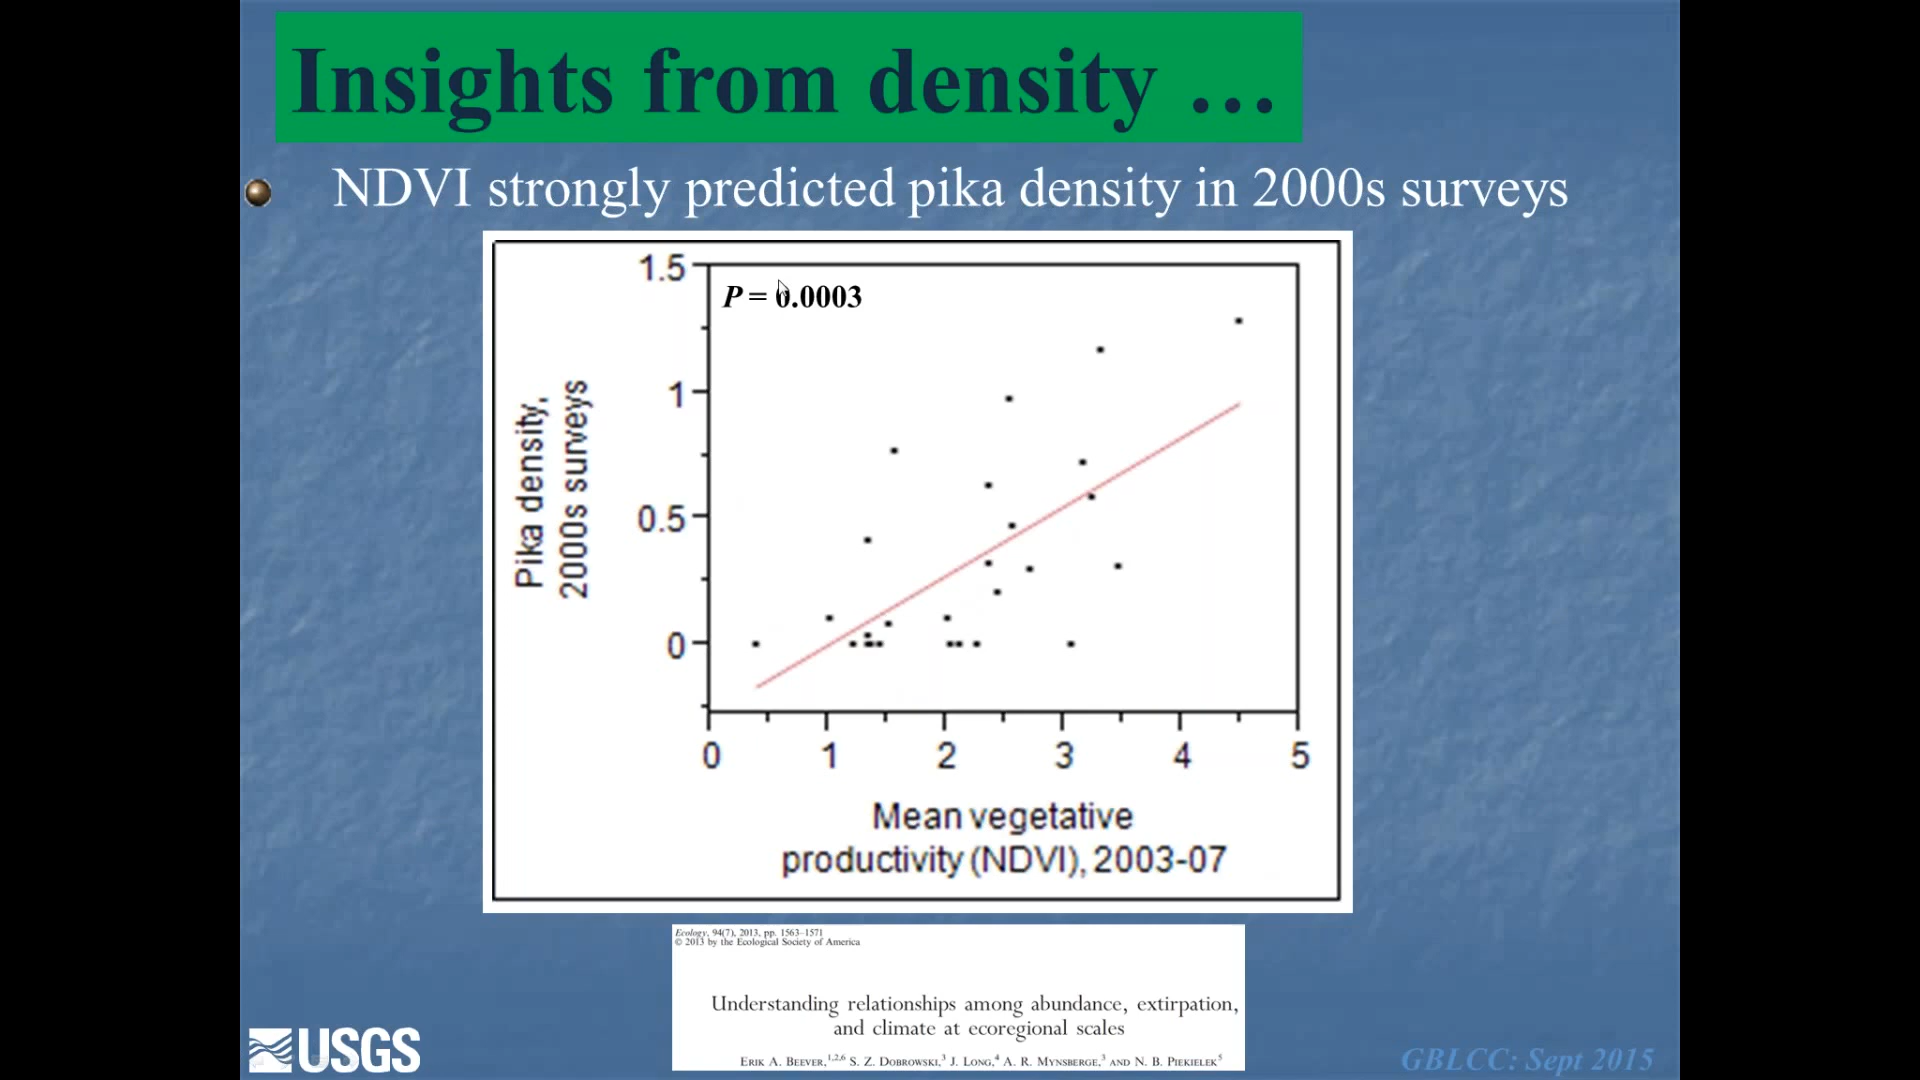 Insights from density …
NDVI strongly predicted pika density in 2000s surveys
P = 0.0003
1.5
1
0.5
0
Pika density,
2000s surveys
0 1 2 3 4 5
Mean vegetative
productivity (NDVI), 2003-07
Ecology, 94(7), 2013, pp. 1563–1571
© 2013 by the Ecological Society of America
Understanding relationships among abundance, extirpation,
and climate at ecoregional scales
ERIK A. BEEVER,1,2,6 S. Z. DOBROWSKI,3 J. LONG,4 A. R. MYNSBERGE,3 AND N. B. PIEKIELEK5
USGS
GBLCC: Sept 2015